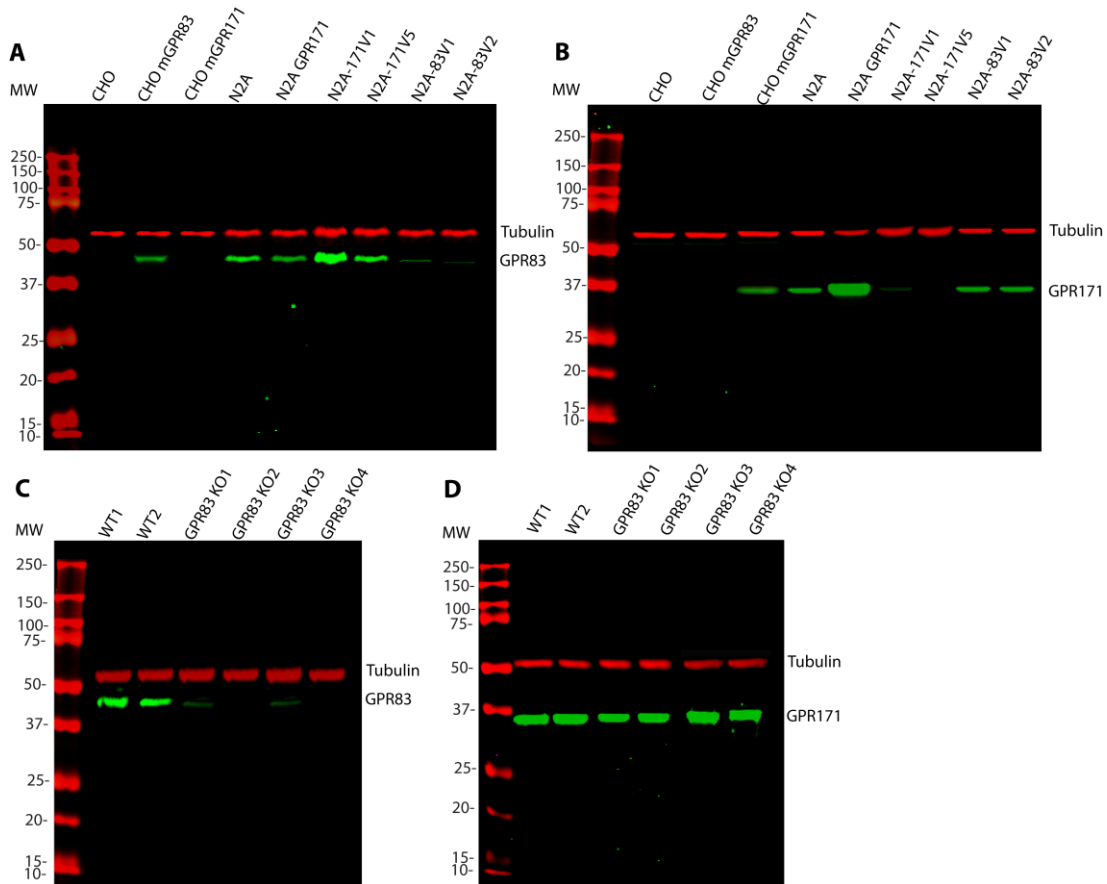 A
MW
CHO
CHO mGPR83
CHO mGPR171
N2A
N2A GPR171
N2A-171V1
N2A-171V5
N2A-83V1
N2A-83V2
250-
150-
100-
75-
50-
37-
25-
20-
15-
10-
Tubulin
GPR83
B
MW
CHO
CHO mGPR83
CHO mGPR171
N2A
N2A GPR171
N2A-171V1
N2A-171V5
N2A-83V1
N2A-83V2
250-
150-
100-
75-
50-
37-
25-
20-
15-
10-
Tubulin
GPR171
C
MW
WT1
WT2
GPR83 KO1
GPR83 KO2
GPR83 KO3
GPR83 KO4
250-
150-
100-
75-
50-
37-
25-
20-
15-
10-
Tubulin
GPR83
D
MW
WT1
WT2
GPR83 KO1
GPR83 KO2
GPR83 KO3
GPR83 KO4
250-
150-
100-
75-
50-
37-
25-
20-
15-
10-
Tubulin
GPR171